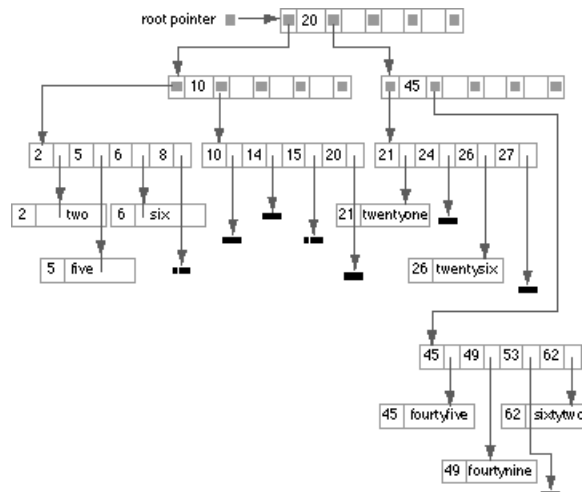 root pointer 20
10 45
2 5 6 8 10 14 15 20 21 24 26 27
2 two 6 six 21 twentyone
5 five 26 twentysix
45 49 53 62
45 fourtyfive 62 sixtytwo
49 fourtynine